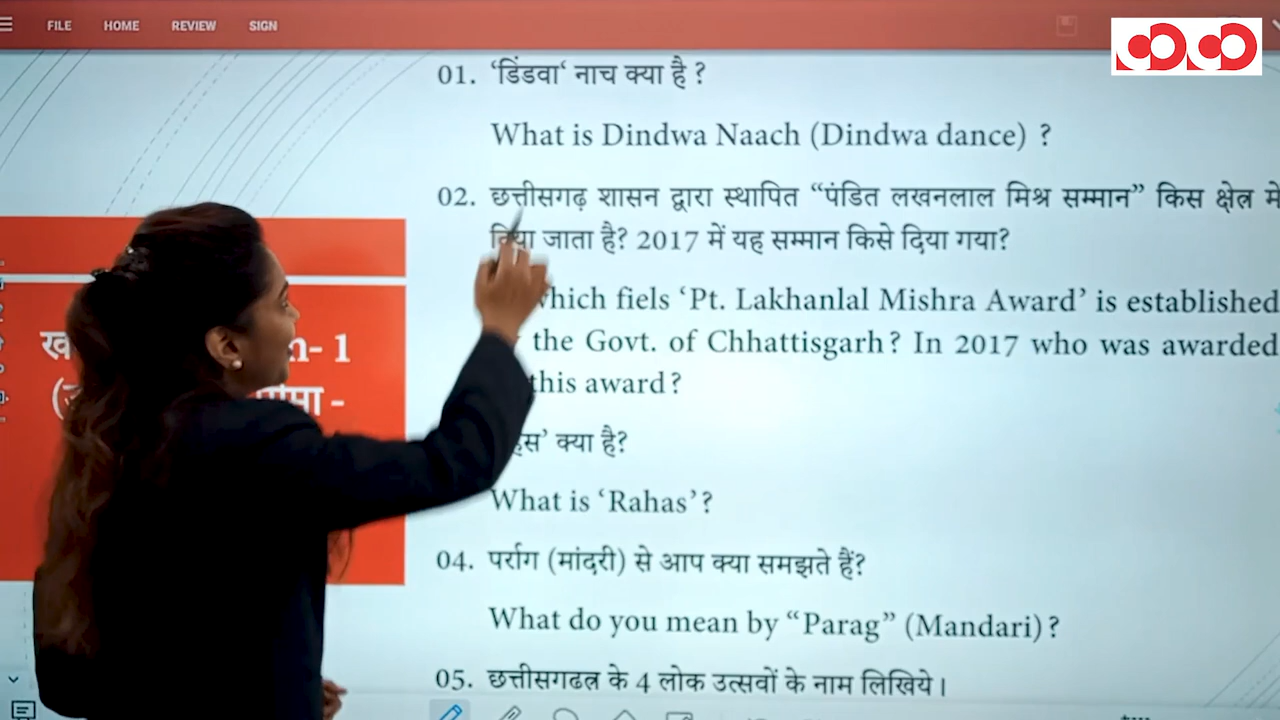 FILE HOME REVIEW SIGN
01. ‘डिंडवा‘ नाच क्या है ?
What is Dindwa Naach (Dindwa dance) ?
02. छत्तीसगढ़ शासन द्वारा स्थापित “पंडित लखनलाल मिश्र सम्मान” किस क्षेत्र में
जाता है? 2017 में यह सम्मान किसे दिया गया?
fiels ‘Pt. Lakhanlal Mishra Award’ is established
the Govt. of Chhattisgarh? In 2017 who was awarded
this award?
क्या है?
What is ‘Rahas’?
04. पर्राग (मांदरी) से आप क्या समझते हैं?
What do you mean by “Parag” (Mandari)?
05. छत्तीसगढत्र के 4 लोक उत्सवों के नाम लिखिये।
- 1